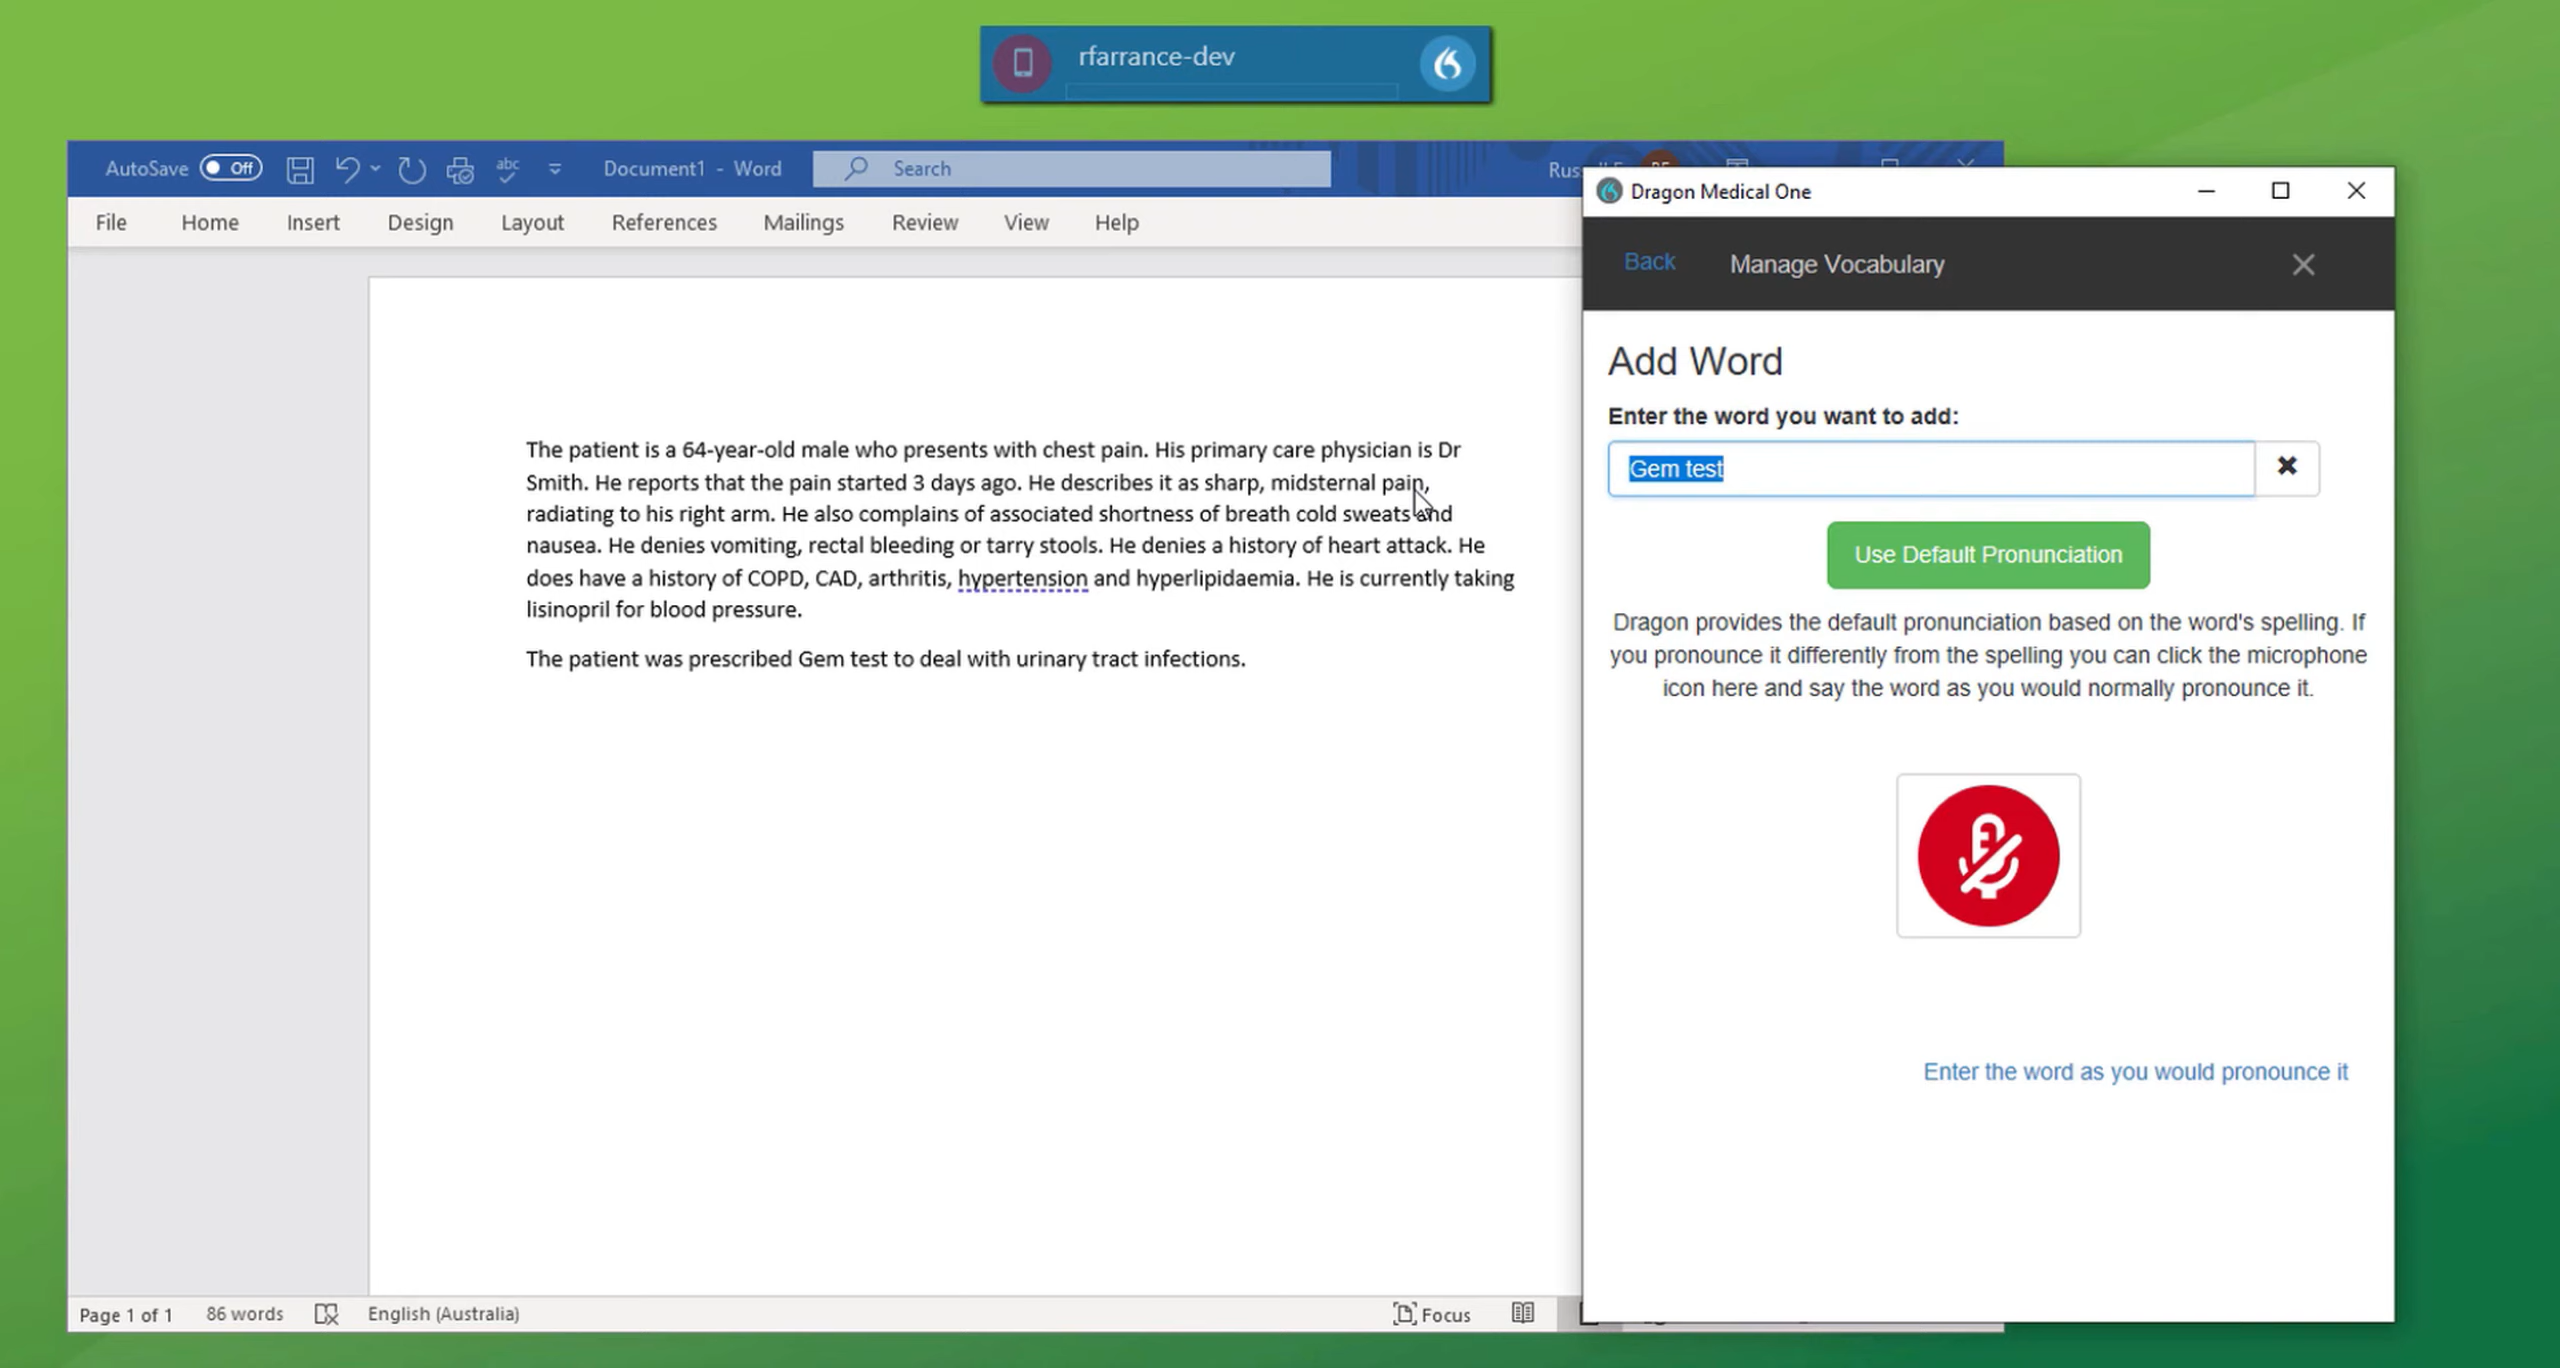 rfarrance-dev
AutoSave Off
abc
Document1 - Word
Search
File Home Insert Design Layout References Mailings Review View Help
The patient is a 64-year-old male who presents with chest pain. His primary care physician is Dr
Smith. He reports that the pain started 3 days ago. He describes it as sharp, midsternal pain,
radiating to his right arm. He also complains of associated shortness of breath cold sweats and
nausea. He denies vomiting, rectal bleeding or tarry stools. He denies a history of heart attack. He
does have a history of COPD, CAD, arthritis, hypertension and hyperlipidaemia. He is currently taking
lisinopril for blood pressure.
The patient was prescribed Gem test to deal with urinary tract infections.
Page 1 of 1 86 words English (Australia) Focus
Dragon Medical One
Back Manage Vocabulary
Add Word
Enter the word you want to add:
Gem test
Use Default Pronunciation
Dragon provides the default pronunciation based on the word's spelling. If
you pronounce it differently from the spelling you can click the microphone
icon here and say the word as you would normally pronounce it.
Enter the word as you would pronounce it